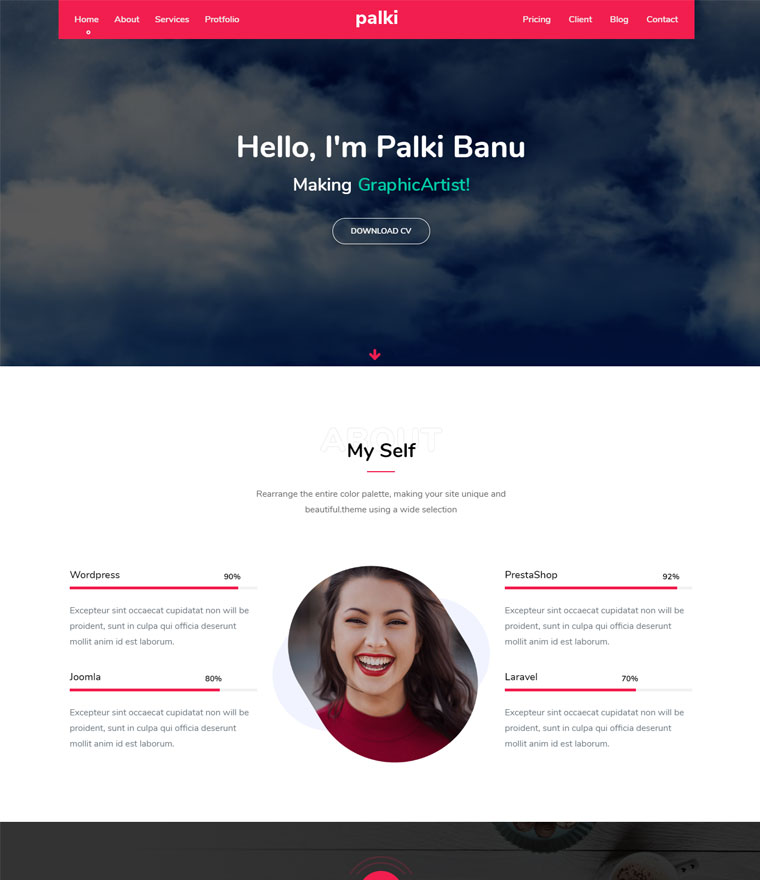 Home About Services Protfolio palki Pricing Client Blog Contact
Hello, I'm Palki Banu
Making GraphicArtist!
DOWNLOAD CV
ABOUT
My Self
Rearrange the entire color palette, making your site unique and
beautiful.theme using a wide selection
Wordpress 90%
Excepteur sint occaecat cupidatat non will be
proident, sunt in culpa qui officia deserunt
mollit anim id est laborum.
Joomla 80%
Excepteur sint occaecat cupidatat non will be
proident, sunt in culpa qui officia deserunt
mollit anim id est laborum.
PrestaShop 92%
Excepteur sint occaecat cupidatat non will be
proident, sunt in culpa qui officia deserunt
mollit anim id est laborum.
Laravel 70%
Excepteur sint occaecat cupidatat non will be
proident, sunt in culpa qui officia deserunt
mollit anim id est laborum.